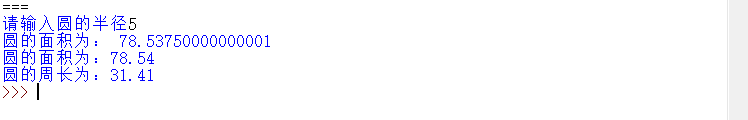 ===
请输入圆的半径5
圆的面积为： 78.53750000000001
圆的面积为：78.54
圆的周长为：31.41
>>>